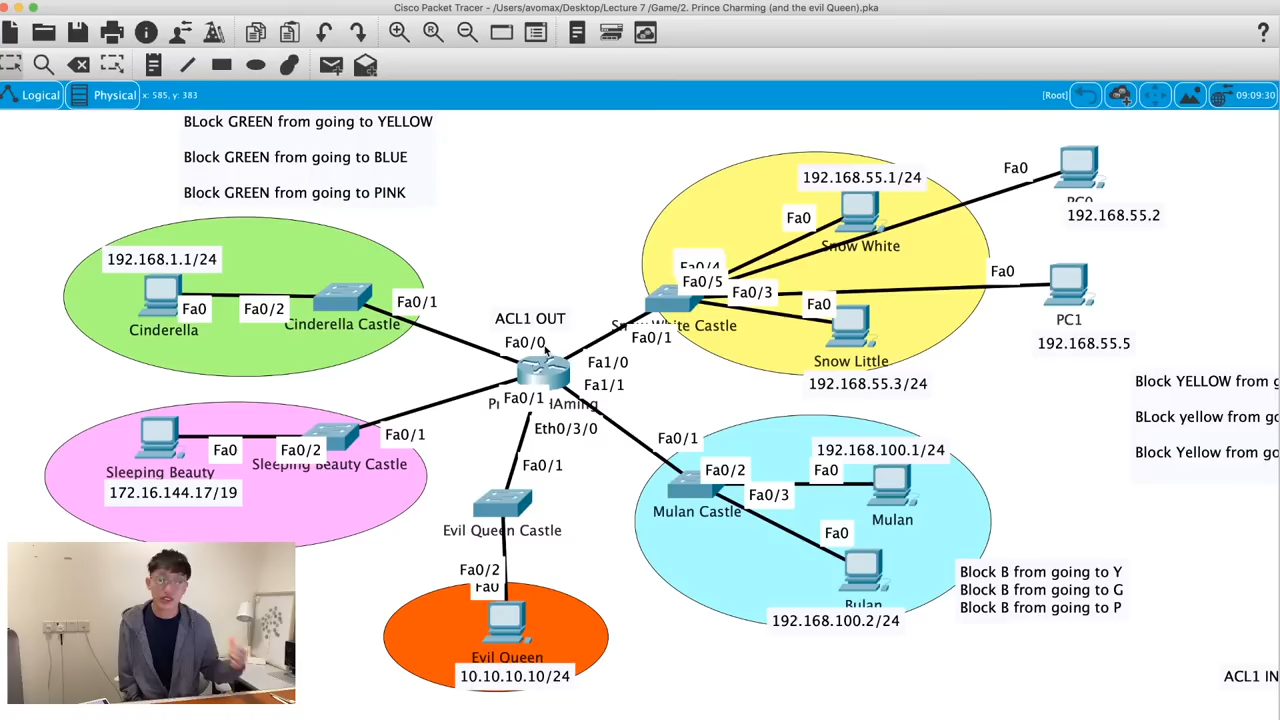 Cisco Packet Tracer - /Users/avomax/Desktop/Lecture 7 /Game/2. Prince Charming (and the evil Queen).pka
Logical
Physical
x: 585, y: 383
[Root]
09:09:30
BLock GREEN from going to YELLOW
Block GREEN from going to BLUE
Block GREEN from going to PINK
192.168.1.1/24
Fa0
Fa0/2
Fa0/1
Cinderella
Cinderella Castle
ACL1 OUT
Fa0/0
Fa1/0
Fa1/1
Fa0/1
Eth0/3/0
192.168.55.1/24
Fa0
Snow White
Fa0/4
Fa0/5
Fa0/3
Fa0
Snow White Castle
Fa0/1
Snow Little
192.168.55.3/24
Fa0
PC0
192.168.55.2
Fa0
PC1
192.168.55.5
Block YELLOW from g
BLock yellow from go
Block Yellow from go
Fa0
Fa0/2
Fa0/1
Sleeping Beauty
Sleeping Beauty Castle
172.16.144.17/19
Fa0/1
Evil Queen Castle
Fa0/2
Fa0
Evil Queen
10.10.10.10/24
Fa0/1
192.168.100.1/24
Fa0/2
Fa0
Fa0/3
Mulan Castle
Mulan
Fa0
Bulan
192.168.100.2/24
Block B from going to Y
Block B from going to G
Block B from going to P
ACL1 IN